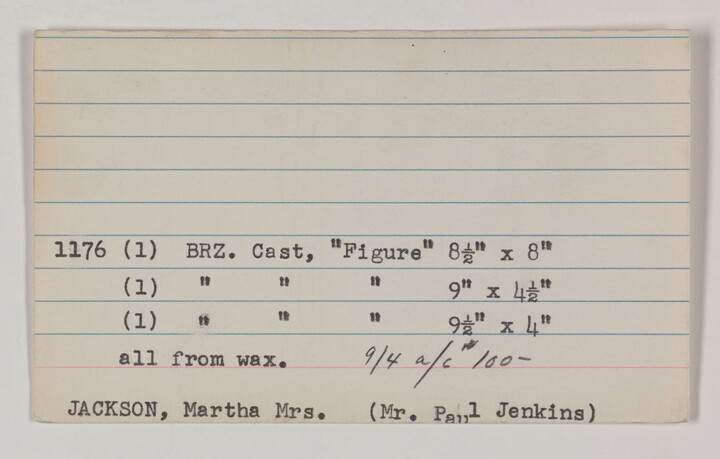 1176 (1) BRZ. Cast, "Figure" 8½" x 8"
(1) " " " 9" x 4½"
(1) " " " 9½" x 4"
all from wax. 9/4 a/c # 100-
JACKSON, Martha Mrs. (Mr. Paul Jenkins)